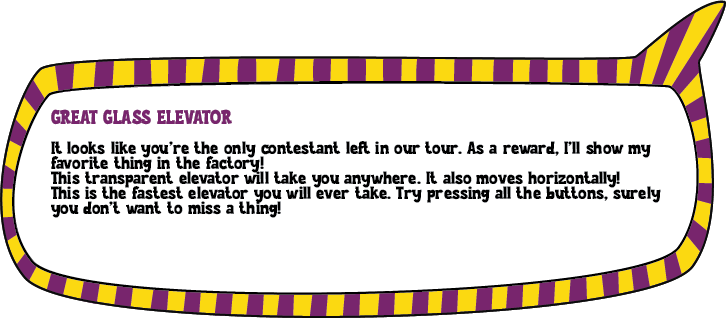 GREAT GLASS ELEVATOR
It looks like you're the only contestant left in our tour. As a reward, I'll show my
favorite thing in the factory!
This transparent elevator will take you anywhere. It also moves horizontally!
This is the fastest elevator you will ever take. Try pressing all the buttons, surely
you don't want to miss a thing!